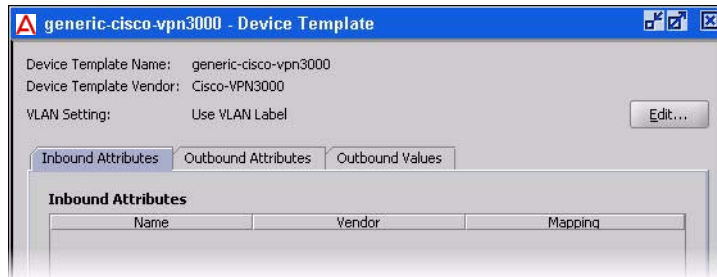 generic-cisco-vpn3000 - Device Template
Device Template Name: generic-cisco-vpn3000
Device Template Vendor: Cisco-VPN3000
VLAN Setting: Use VLAN Label
Edit...
Inbound Attributes Outbound Attributes Outbound Values
Inbound Attributes
Name Vendor Mapping